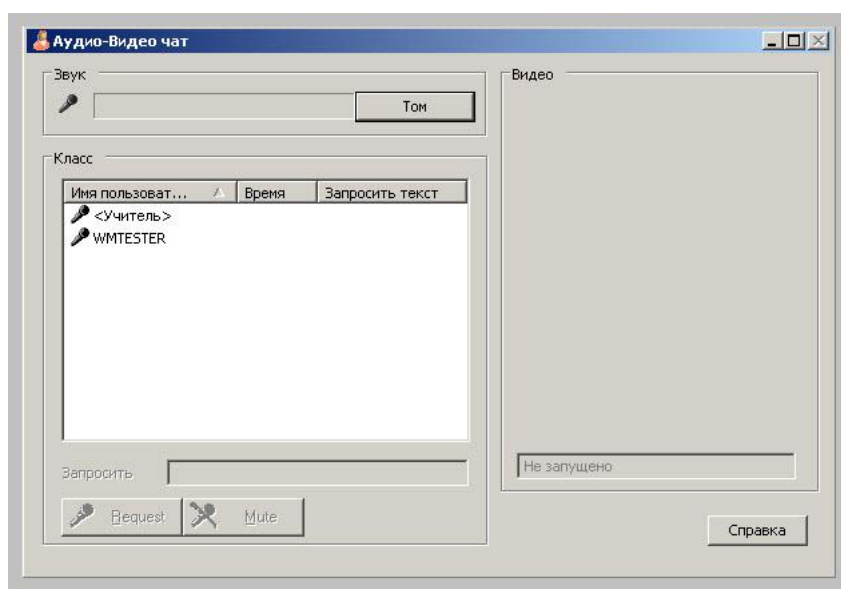 Аудио-Видео чат
Звук
Том
Класс
Имя пользоват... Время Запросить текст
<Учитель>
WMTESTER
Запросить
Request Mute
Видео
Не запущено
Справка